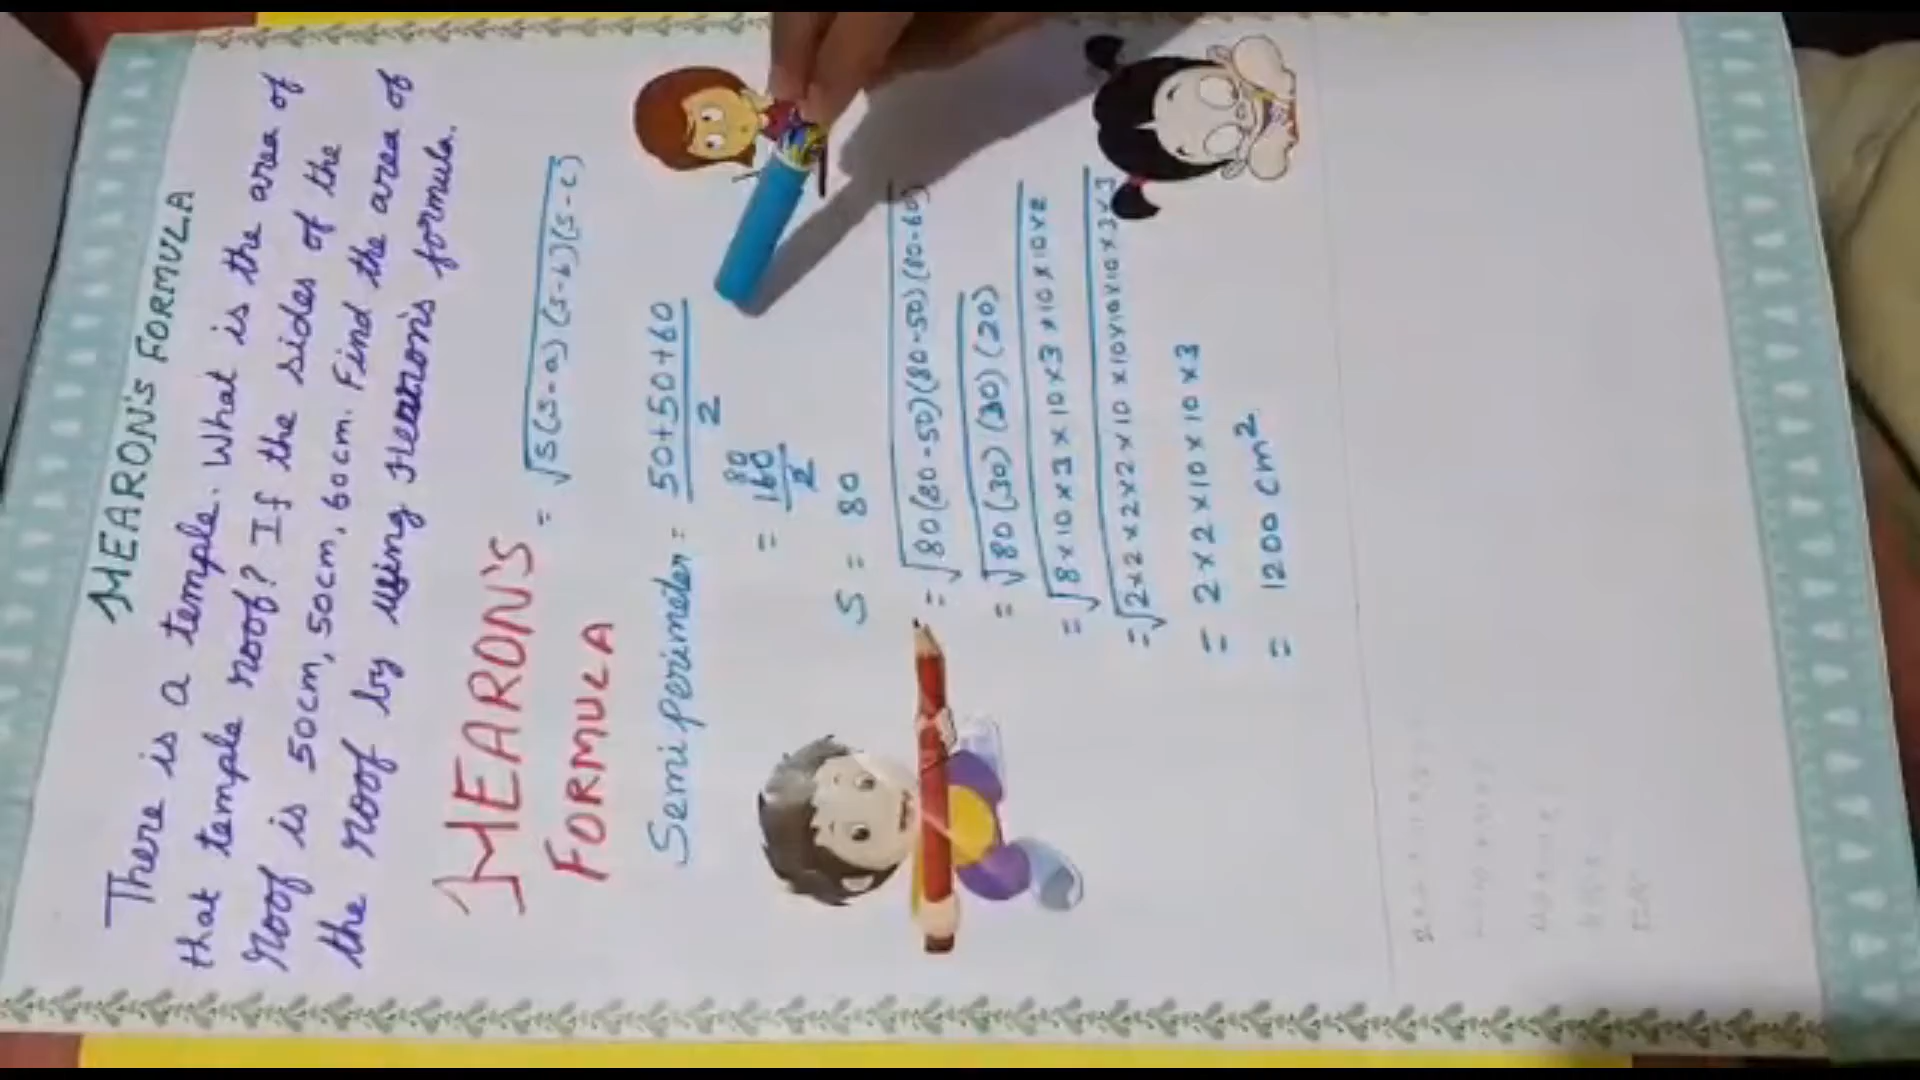 HEARON'S FORMULA
There is a temple. What is the area of
that temple roof? If the sides of the
roof is 50cm, 50cm, 60cm. Find the area of
the roof by using Hearon's formula.
HEARON'S
FORMULA
= √S(S-a)(S-b)(S-c)
Semi perimeter = 50+50+60
2
80
= 160
2
S = 80
= √80(80-50)(80-50)(80-60)
= √80(30)(30)(20)
= √8×10×3×10×3×10×10×2
= √2×2×2×2×10×10×10×10×3×3
= 2×2×10×10×3
= 1200 cm²